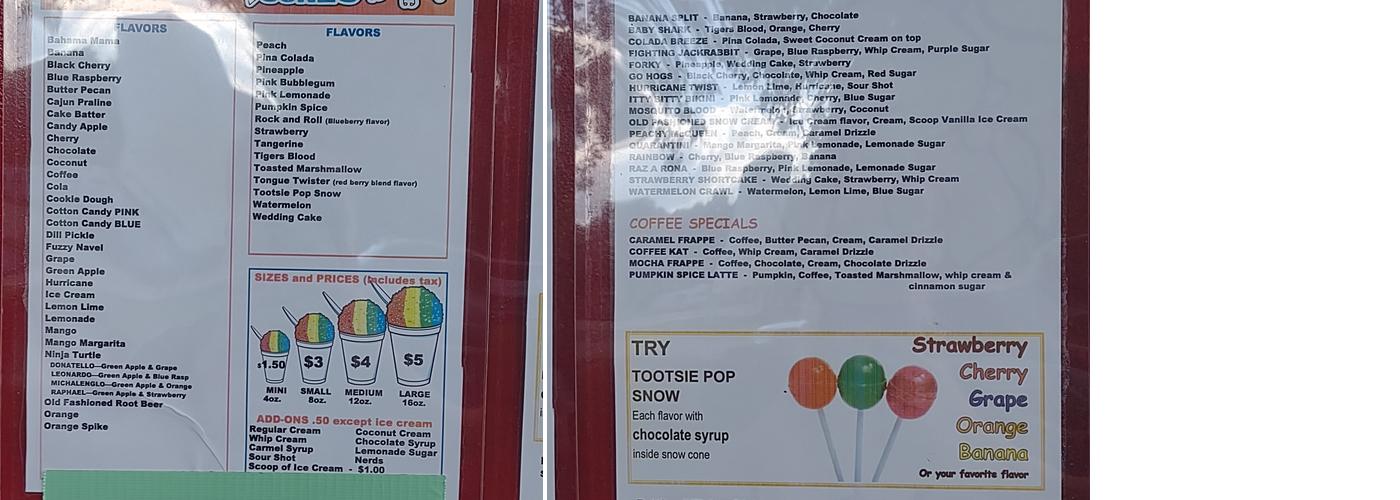 FLAVORS
Bahama Mama
Banana
Black Cherry
Blue Raspberry
Butter Pecan
Cajun Praline
Cake Batter
Candy Apple
Cherry
Chocolate
Coconut
Coffee
Cola
Cookie Dough
Cotton Candy PINK
Cotton Candy BLUE
Dill Pickle
Fuzzy Navel
Grape
Green Apple
Hurricane
Ice Cream
Lemon Lime
Lemonade
Mango
Mango Margarita
Ninja Turtle
DONATELLO—Green Apple & Grape
LEONARDO—Green Apple & Blue Rasp
MICHALENGLO—Green Apple & Orange
RAPHAEL—Green Apple & Strawberry
Old Fashioned Root Beer
Orange
Orange Spike
FLAVORS
Peach
Pina Colada
Pineapple
Pink Bubblegum
Pink Lemonade
Pumpkin Spice
Rock and Roll (Blueberry flavor)
Strawberry
Tangerine
Tigers Blood
Toasted Marshmallow
Tongue Twister (red berry blend flavor)
Tootsie Pop Snow
Watermelon
Wedding Cake
SIZES and PRICES (includes tax)
$1.50 $3 $4 $5
MINI SMALL MEDIUM LARGE
4oz. 8oz. 12oz. 16oz.
ADD-ONS .50 except ice cream
Regular Cream
Whip Cream
Carmel Syrup
Sour Shot
Scoop of Ice Cream - $1.00
Coconut Cream
Chocolate Syrup
Lemonade Sugar
Nerds
BANANA SPLIT - Banana, Strawberry, Chocolate
BABY SHARK - Tigers Blood, Orange, Cherry
COLADA BREEZE - Pina Colada, Sweet Coconut Cream on top
FIGHTING JACKRABBIT - Grape, Blue Raspberry, Whip Cream, Purple Sugar
FORKY - Pineapple, Wedding Cake, Strawberry
GO HOGS - Black Cherry, Chocolate, Whip Cream, Red Sugar
HURRICANE TWIST - Lemon Lime, Hurricane, Sour Shot
ITTY BITTY BIKINI - Pink Lemonade, Cherry, Blue Sugar
MOSQUITO BLOOD - Watermelon, Strawberry, Coconut
OLD FASHIONED SNOW CREAM - Ice Cream flavor, Cream, Scoop Vanilla Ice Cream
PEACHY McQUEEN - Peach, Cream, Caramel Drizzle
QUARANTINI - Mango Margarita, Pink Lemonade, Lemonade Sugar
RAINBOW - Cherry, Blue Raspberry, Banana
RAZ A RONA - Blue Raspberry, Pink Lemonade, Lemonade Sugar
STRAWBERRY SHORTCAKE - Wedding Cake, Strawberry, Whip Cream
WATERMELON CRAWL - Watermelon, Lemon Lime, Blue Sugar
COFFEE SPECIALS
CARAMEL FRAPPE - Coffee, Butter Pecan, Cream, Caramel Drizzle
COFFEE KAT - Coffee, Whip Cream, Caramel Drizzle
MOCHA FRAPPE - Coffee, Chocolate, Cream, Chocolate Drizzle
PUMPKIN SPICE LATTE - Pumpkin, Coffee, Toasted Marshmallow, whip cream &
cinnamon sugar
TRY
TOOTSIE POP
SNOW
Each flavor with
chocolate syrup
inside snow cone
Strawberry
Cherry
Grape
Orange
Banana
Or your favorite flavor